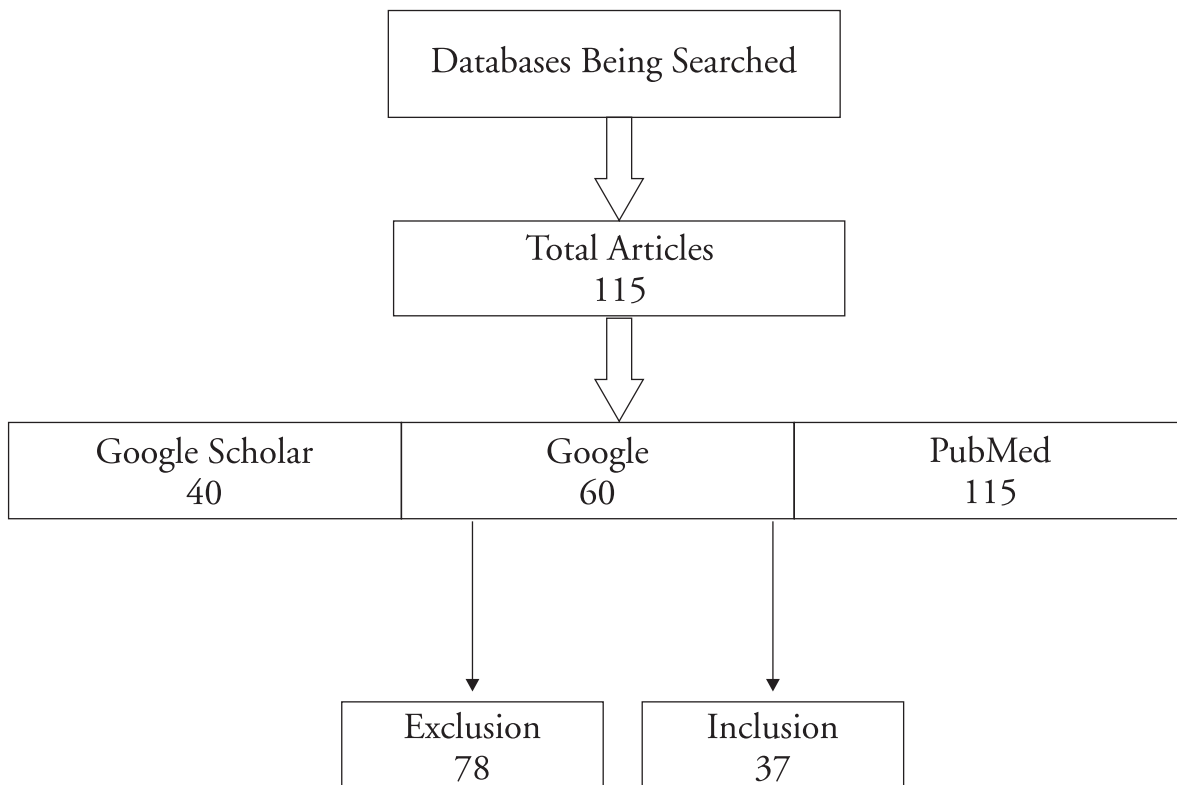 Databases Being Searched
Total Articles
115
Google Scholar
40
Google
60
PubMed
115
Exclusion
78
Inclusion
37